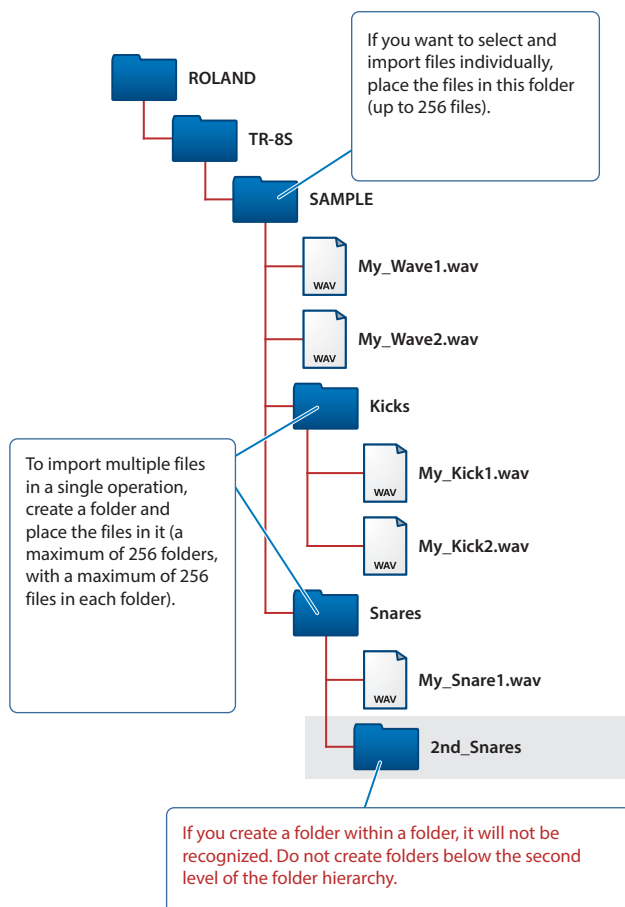 If you want to select and
import files individually,
place the files in this folder
(up to 256 files).
ROLAND
TR-8S
SAMPLE
WAV
My_Wave1.wav
WAV
My_Wave2.wav
Kicks
To import multiple files
in a single operation,
create a folder and
place the files in it (a
maximum of 256 folders,
with a maximum of 256
files in each folder).
WAV
My_Kick1.wav
WAV
My_Kick2.wav
Snares
WAV
My_Snare1.wav
2nd_Snares
If you create a folder within a folder, it will not be
recognized. Do not create folders below the second
level of the folder hierarchy.